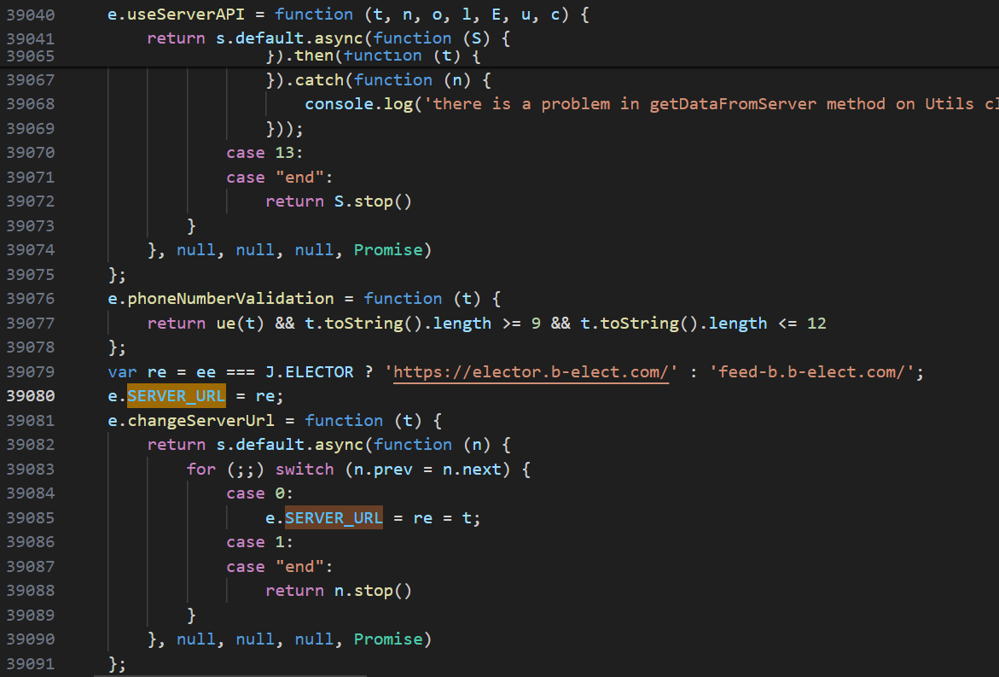 39040 e.useServerAPI = function (t, n, o, l, E, u, c) {
39041 return s.default.async(function (S) {
39065 }).then(function (t) {
39067 }).catch(function (n) {
39068 console.log('there is a problem in getDataFromServer method on Utils cl
39069 }));
39070 case 13:
39071 case "end":
39072 return S.stop()
39073 }
39074 }, null, null, null, Promise)
39075 };
39076 e.phoneNumberValidation = function (t) {
39077 return ue(t) && t.toString().length >= 9 && t.toString().length <= 12
39078 };
39079 var re = ee === J.ELECTOR ? 'https://elector.b-elect.com/' : 'feed-b.b-elect.com/';
39080 e.SERVER_URL = re;
39081 e.changeServerUrl = function (t) {
39082 return s.default.async(function (n) {
39083 for (;;) switch (n.prev = n.next) {
39084 case 0:
39085 e.SERVER_URL = re = t;
39086 case 1:
39087 case "end":
39088 return n.stop()
39089 }
39090 }, null, null, null, Promise)
39091 };